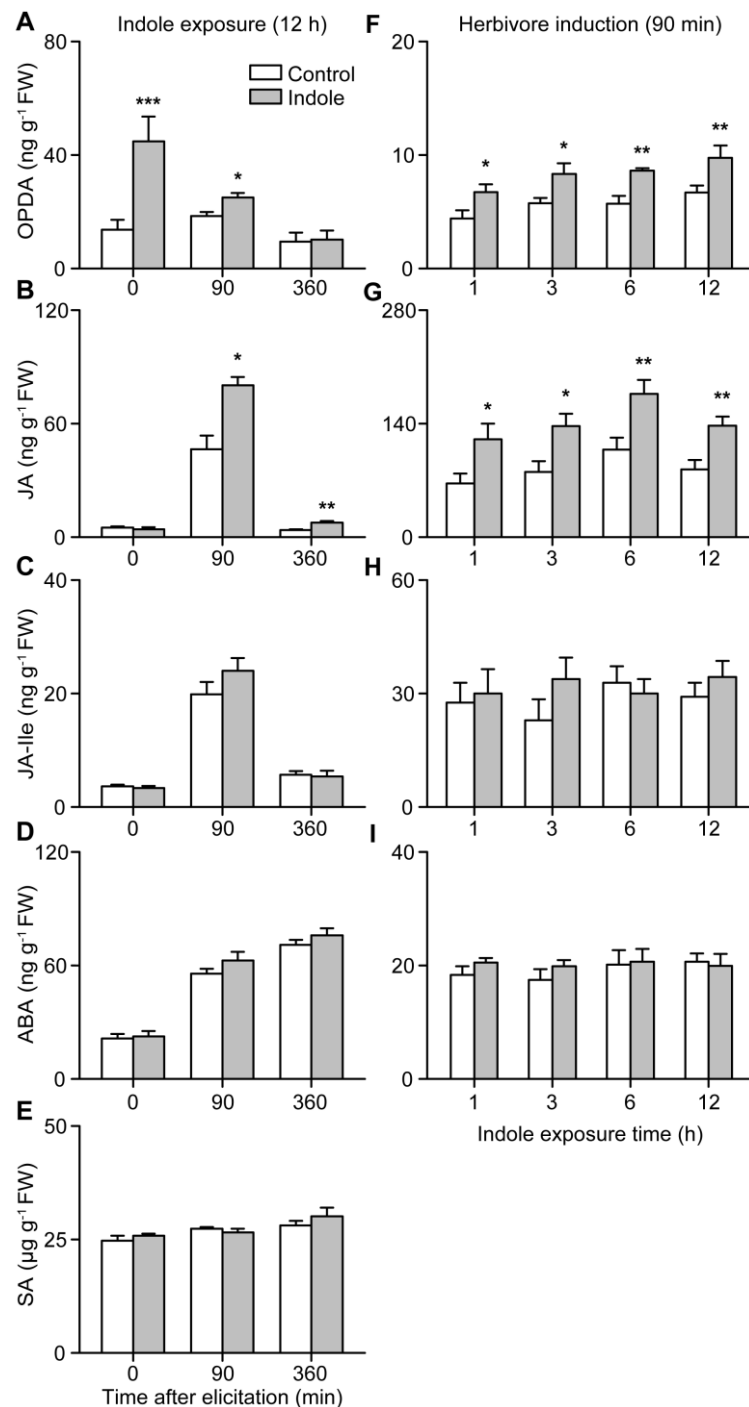 A Indole exposure (12 h)
80
40
0
OPDA (ng g⁻¹ FW)
Control
Indole
***
*
0 90 360
B
120
60
0
JA (ng g⁻¹ FW)
*
**
0 90 360
C
40
20
0
JA-Ile (ng g⁻¹ FW)
0 90 360
D
120
60
0
ABA (ng g⁻¹ FW)
0 90 360
E
50
25
0
SA (µg g⁻¹ FW)
0 90 360
Time after elicitation (min)
F Herbivore induction (90 min)
20
10
0
* * ** **
1 3 6 12
G
280
140
0
* * ** **
1 3 6 12
H
60
30
0
1 3 6 12
I
40
20
0
1 3 6 12
Indole exposure time (h)